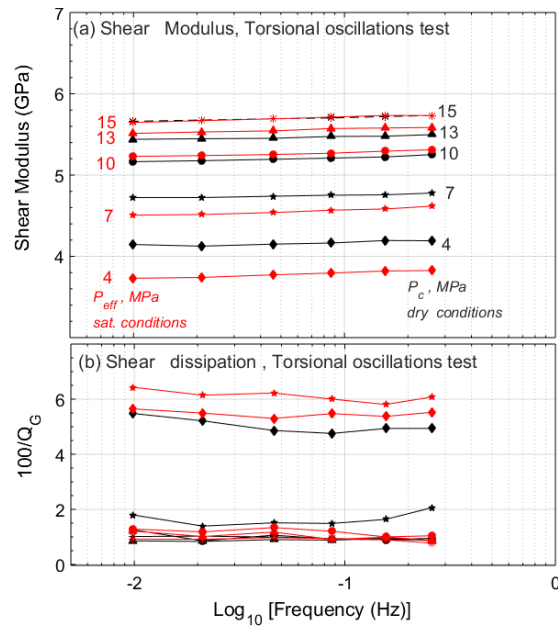 (a) Shear Modulus, Torsional oscillations test
7
6
5
4
Shear Modulus (GPa)
15
13
10
7
4
15
13
10
7
4
P_eff, MPa
sat. conditions
P_c, MPa
dry conditions
(b) Shear dissipation, Torsional oscillations test
6
4
2
0
100/Q_G
-2
-1
0
Log_10 [Frequency (Hz)]